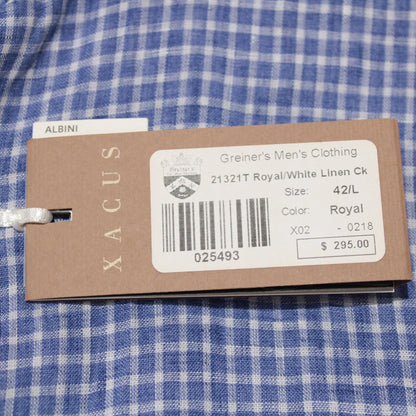 ALBINI
XACUS
Greiner's Men's Clothing
21321T Royal/White Linen Ck
Size: 42/L
Color: Royal
X02 - 0218
$ 295.00
025493